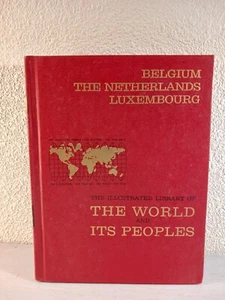 BELGIUM
THE NETHERLANDS
LUXEMBOURG
THE ILLUSTRATED LIBRARY OF
THE WORLD
AND
ITS PEOPLES